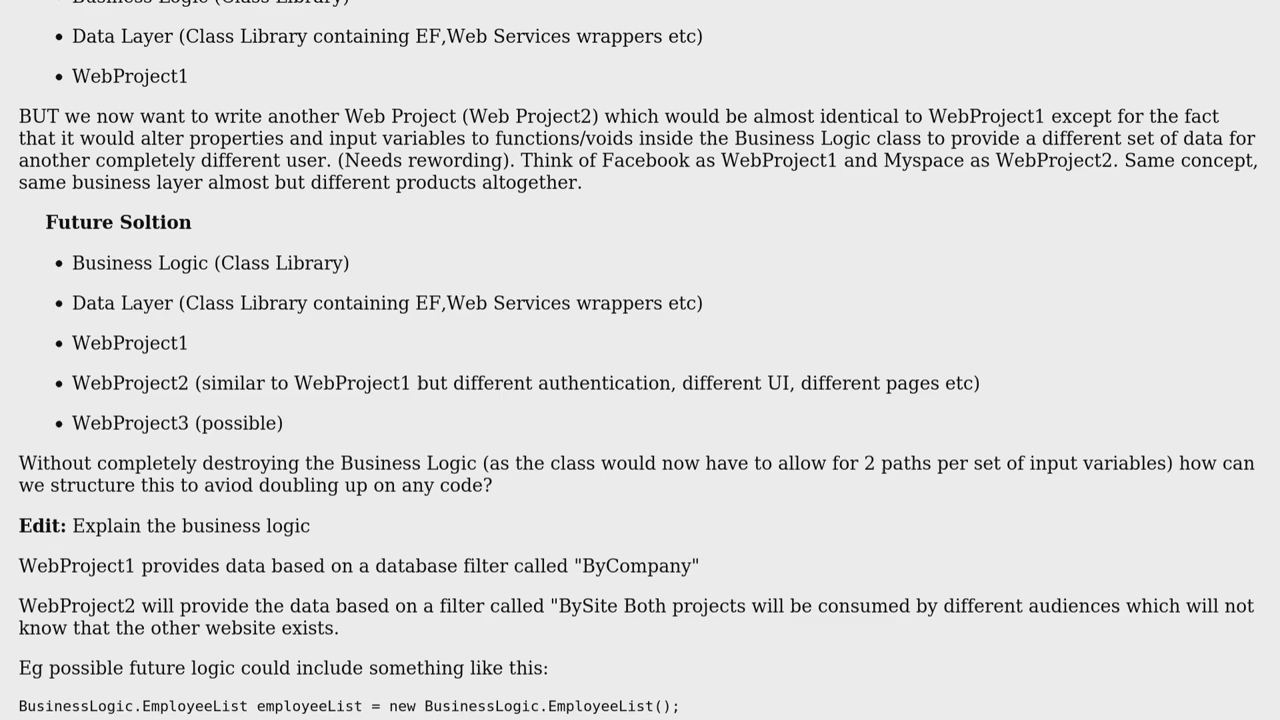 Business Logic (Class Library)
• Data Layer (Class Library containing EF,Web Services wrappers etc)
• WebProject1
BUT we now want to write another Web Project (Web Project2) which would be almost identical to WebProject1 except for the fact
that it would alter properties and input variables to functions/voids inside the Business Logic class to provide a different set of data for
another completely different user. (Needs rewording). Think of Facebook as WebProject1 and Myspace as WebProject2. Same concept,
same business layer almost but different products altogether.
Future Soltion
• Business Logic (Class Library)
• Data Layer (Class Library containing EF,Web Services wrappers etc)
• WebProject1
• WebProject2 (similar to WebProject1 but different authentication, different UI, different pages etc)
• WebProject3 (possible)
Without completely destroying the Business Logic (as the class would now have to allow for 2 paths per set of input variables) how can
we structure this to aviod doubling up on any code?
Edit: Explain the business logic
WebProject1 provides data based on a database filter called "ByCompany"
WebProject2 will provide the data based on a filter called "BySite Both projects will be consumed by different audiences which will not
know that the other website exists.
Eg possible future logic could include something like this:
BusinessLogic.EmployeeList employeeList = new BusinessLogic.EmployeeList();